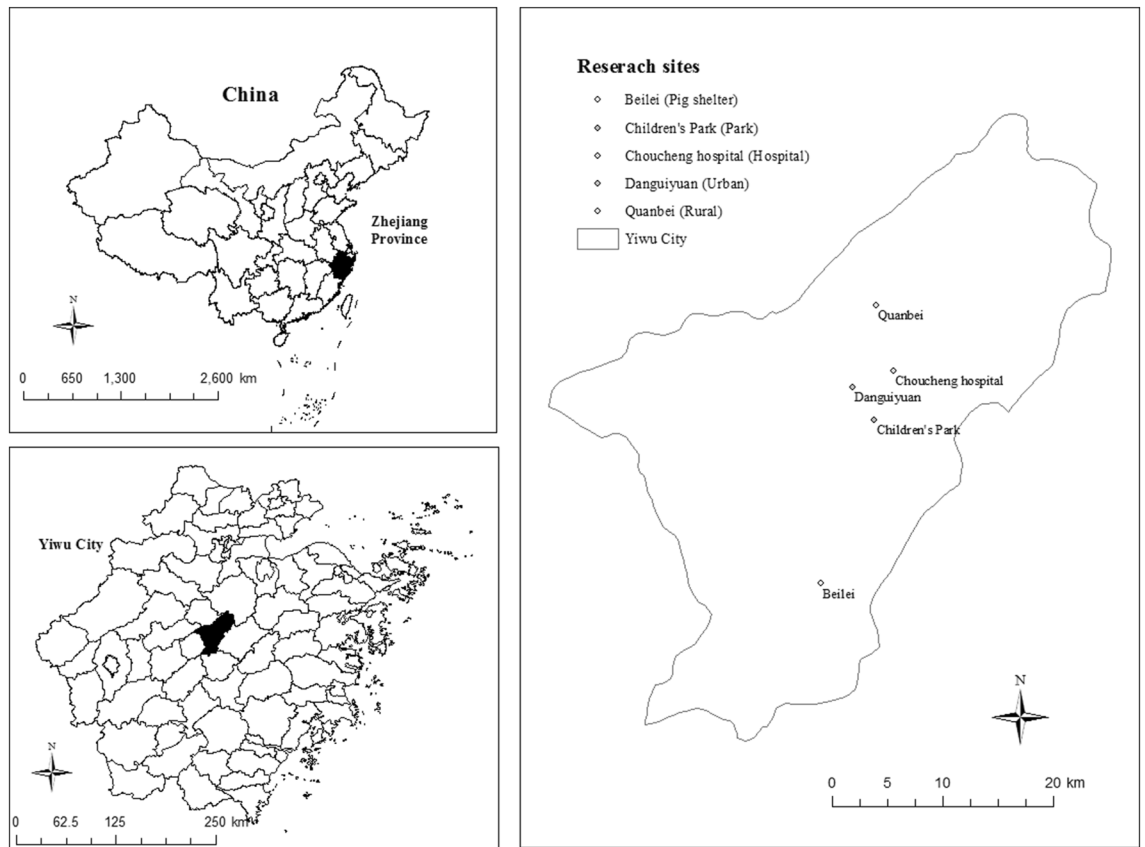 China
Zhejiang
Province
N
0 650 1,300 2,600 km
Yiwu City
N
0 62.5 125 250 km
Reserach sites
Beilei (Pig shelter)
Children's Park (Park)
Choucheng hospital (Hospital)
Danguiyuan (Urban)
Quanbei (Rural)
Yiwu City
Quanbei
Choucheng hospital
Danguiyuan
Children's Park
Beilei
N
0 5 10 20 km